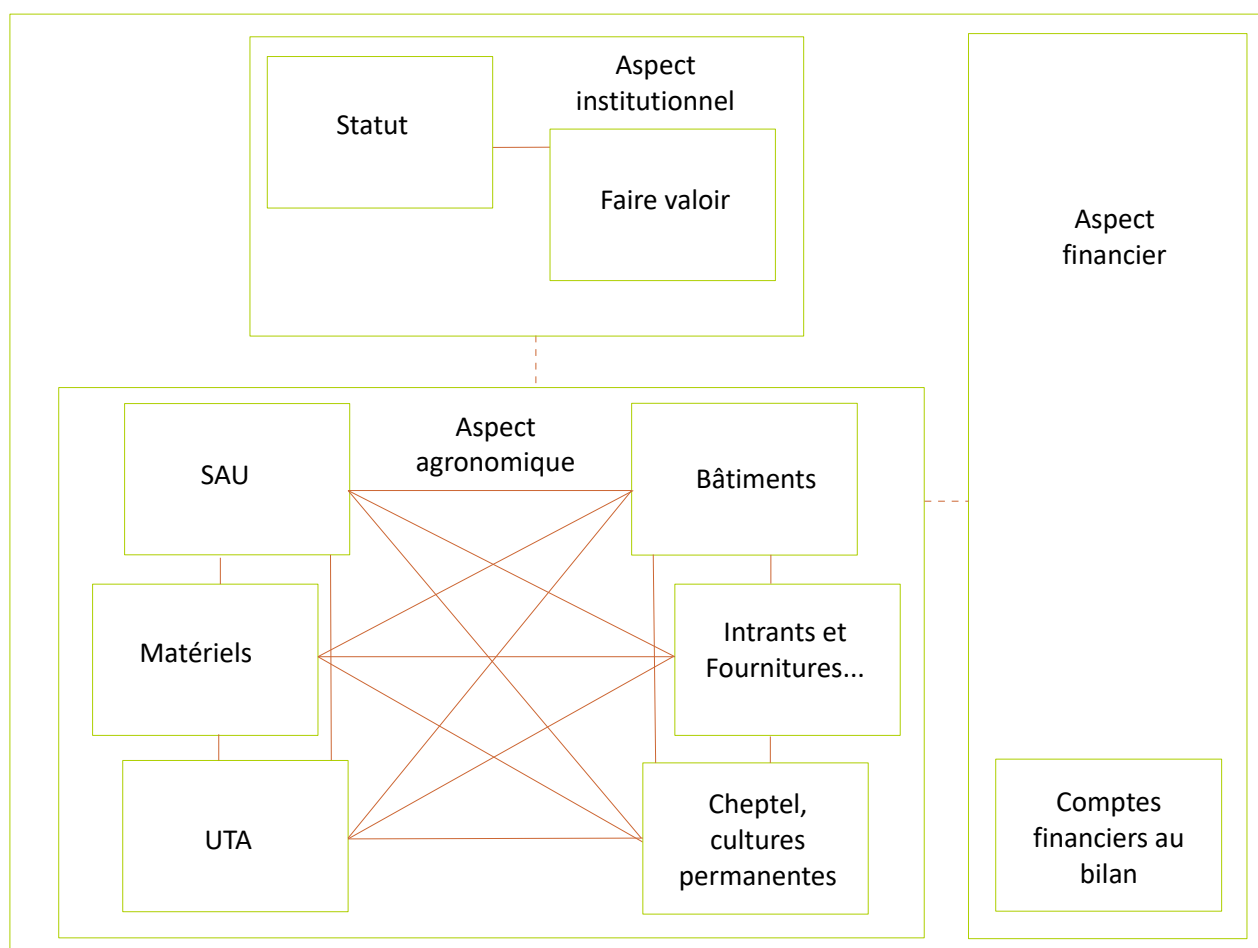 Aspect
institutionnel
Statut
Faire valoir
Aspect
financier
Aspect
agronomique
SAU
Bâtiments
Matériels
Intrants et
Fournitures...
UTA
Cheptel,
cultures
permanentes
Comptes
financiers au
bilan